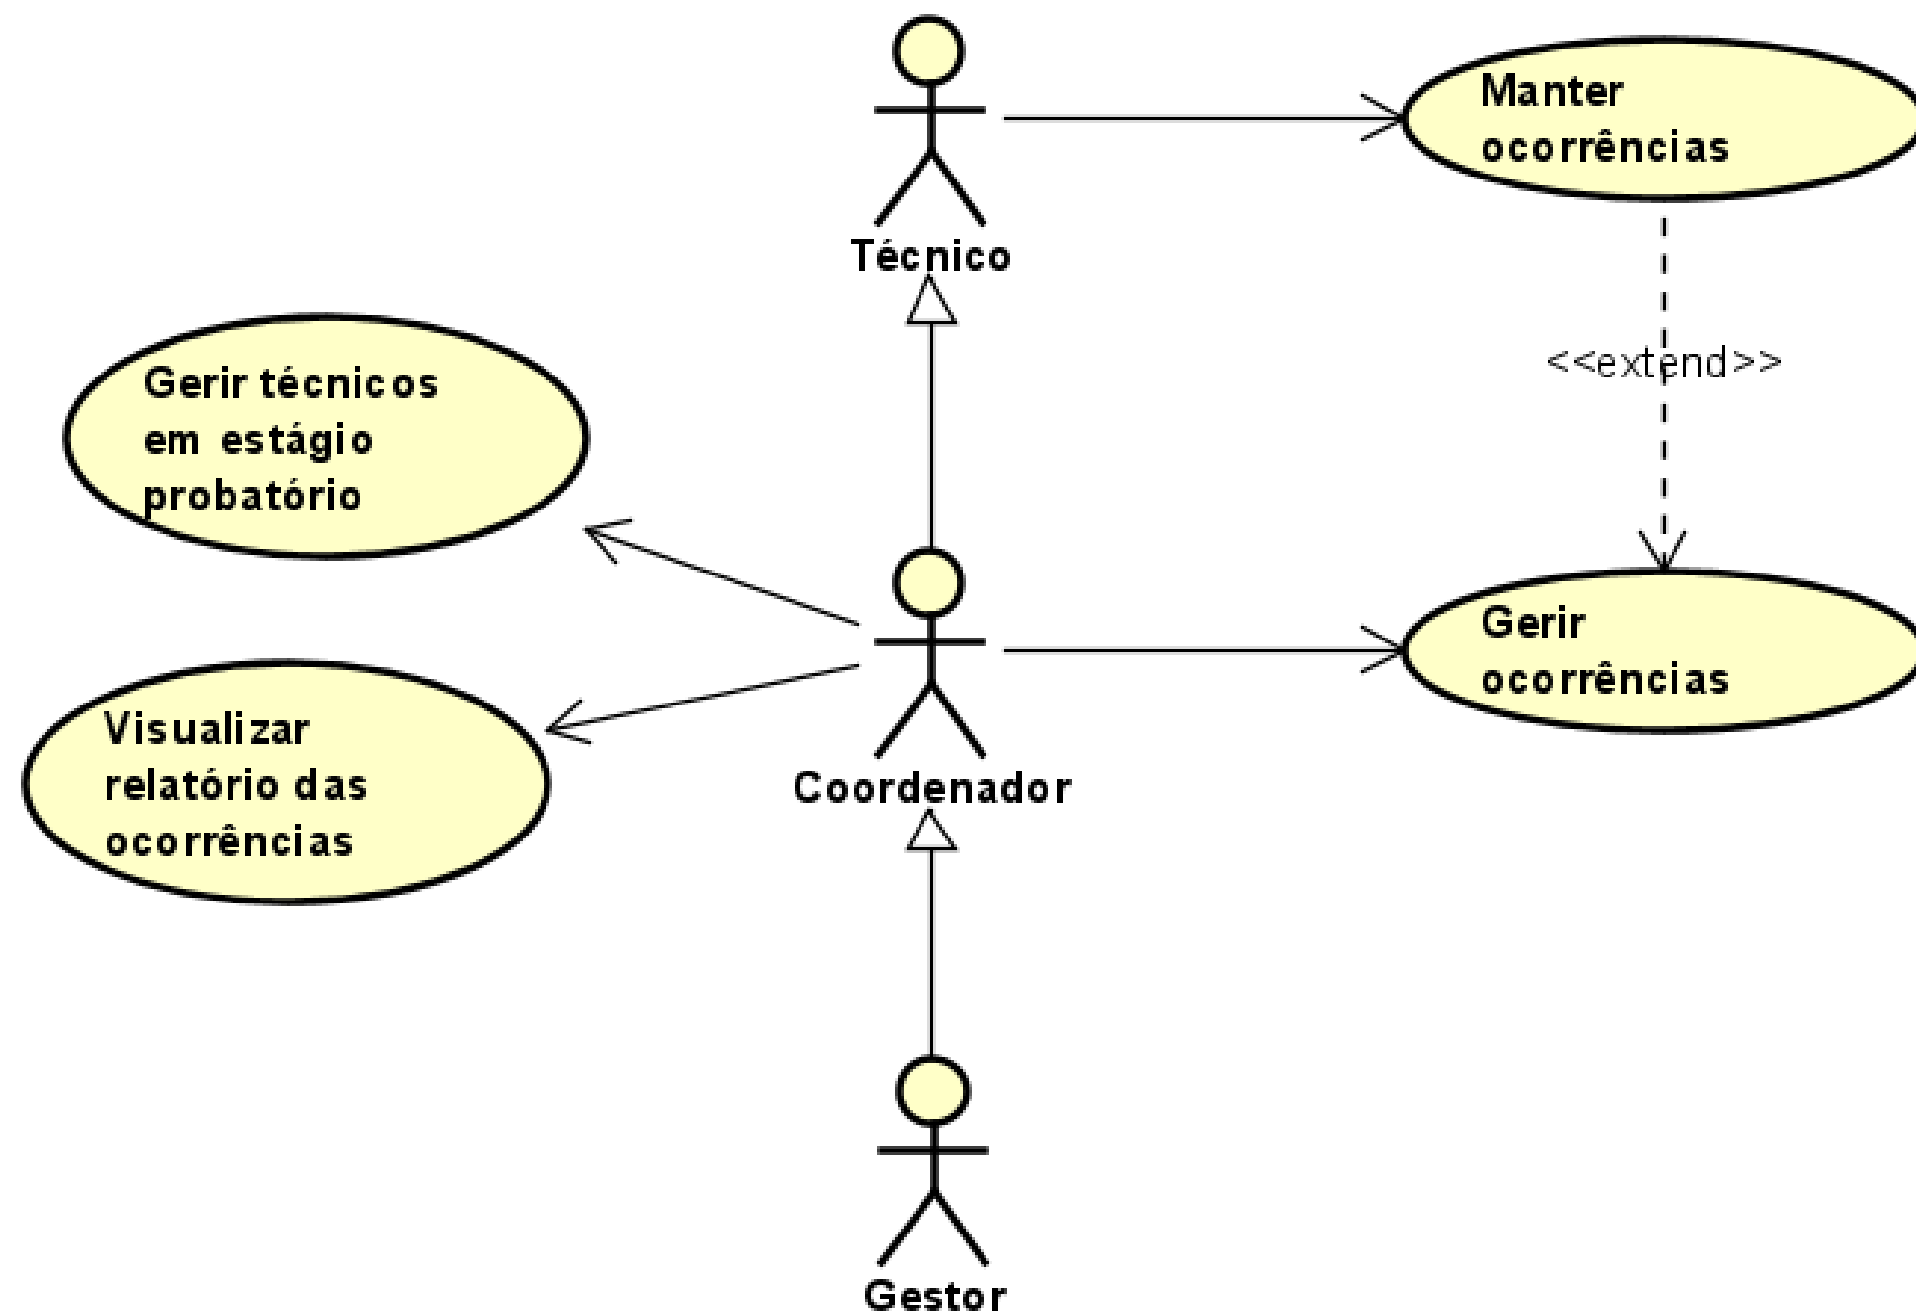 Manter
ocorrências
Técnico
Gerir técnicos
em estágio
probatório
<<extend>>
Gerir
ocorrências
Visualizar
relatório das
ocorrências
Coordenador
Gestor